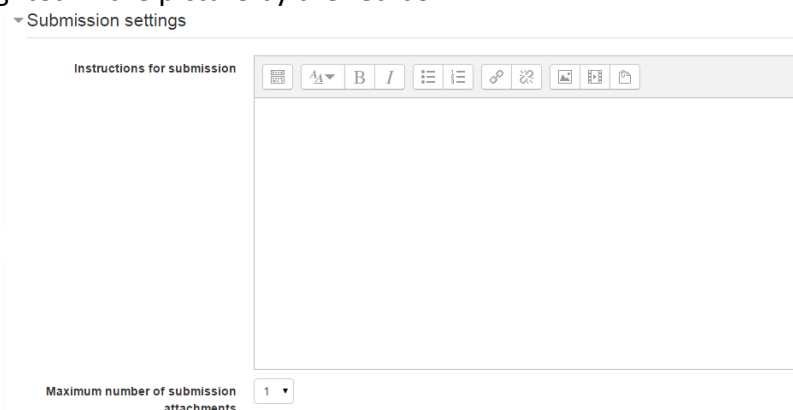 Submission settings
Instructions for submission
B I
Maximum number of submission
1
attachments